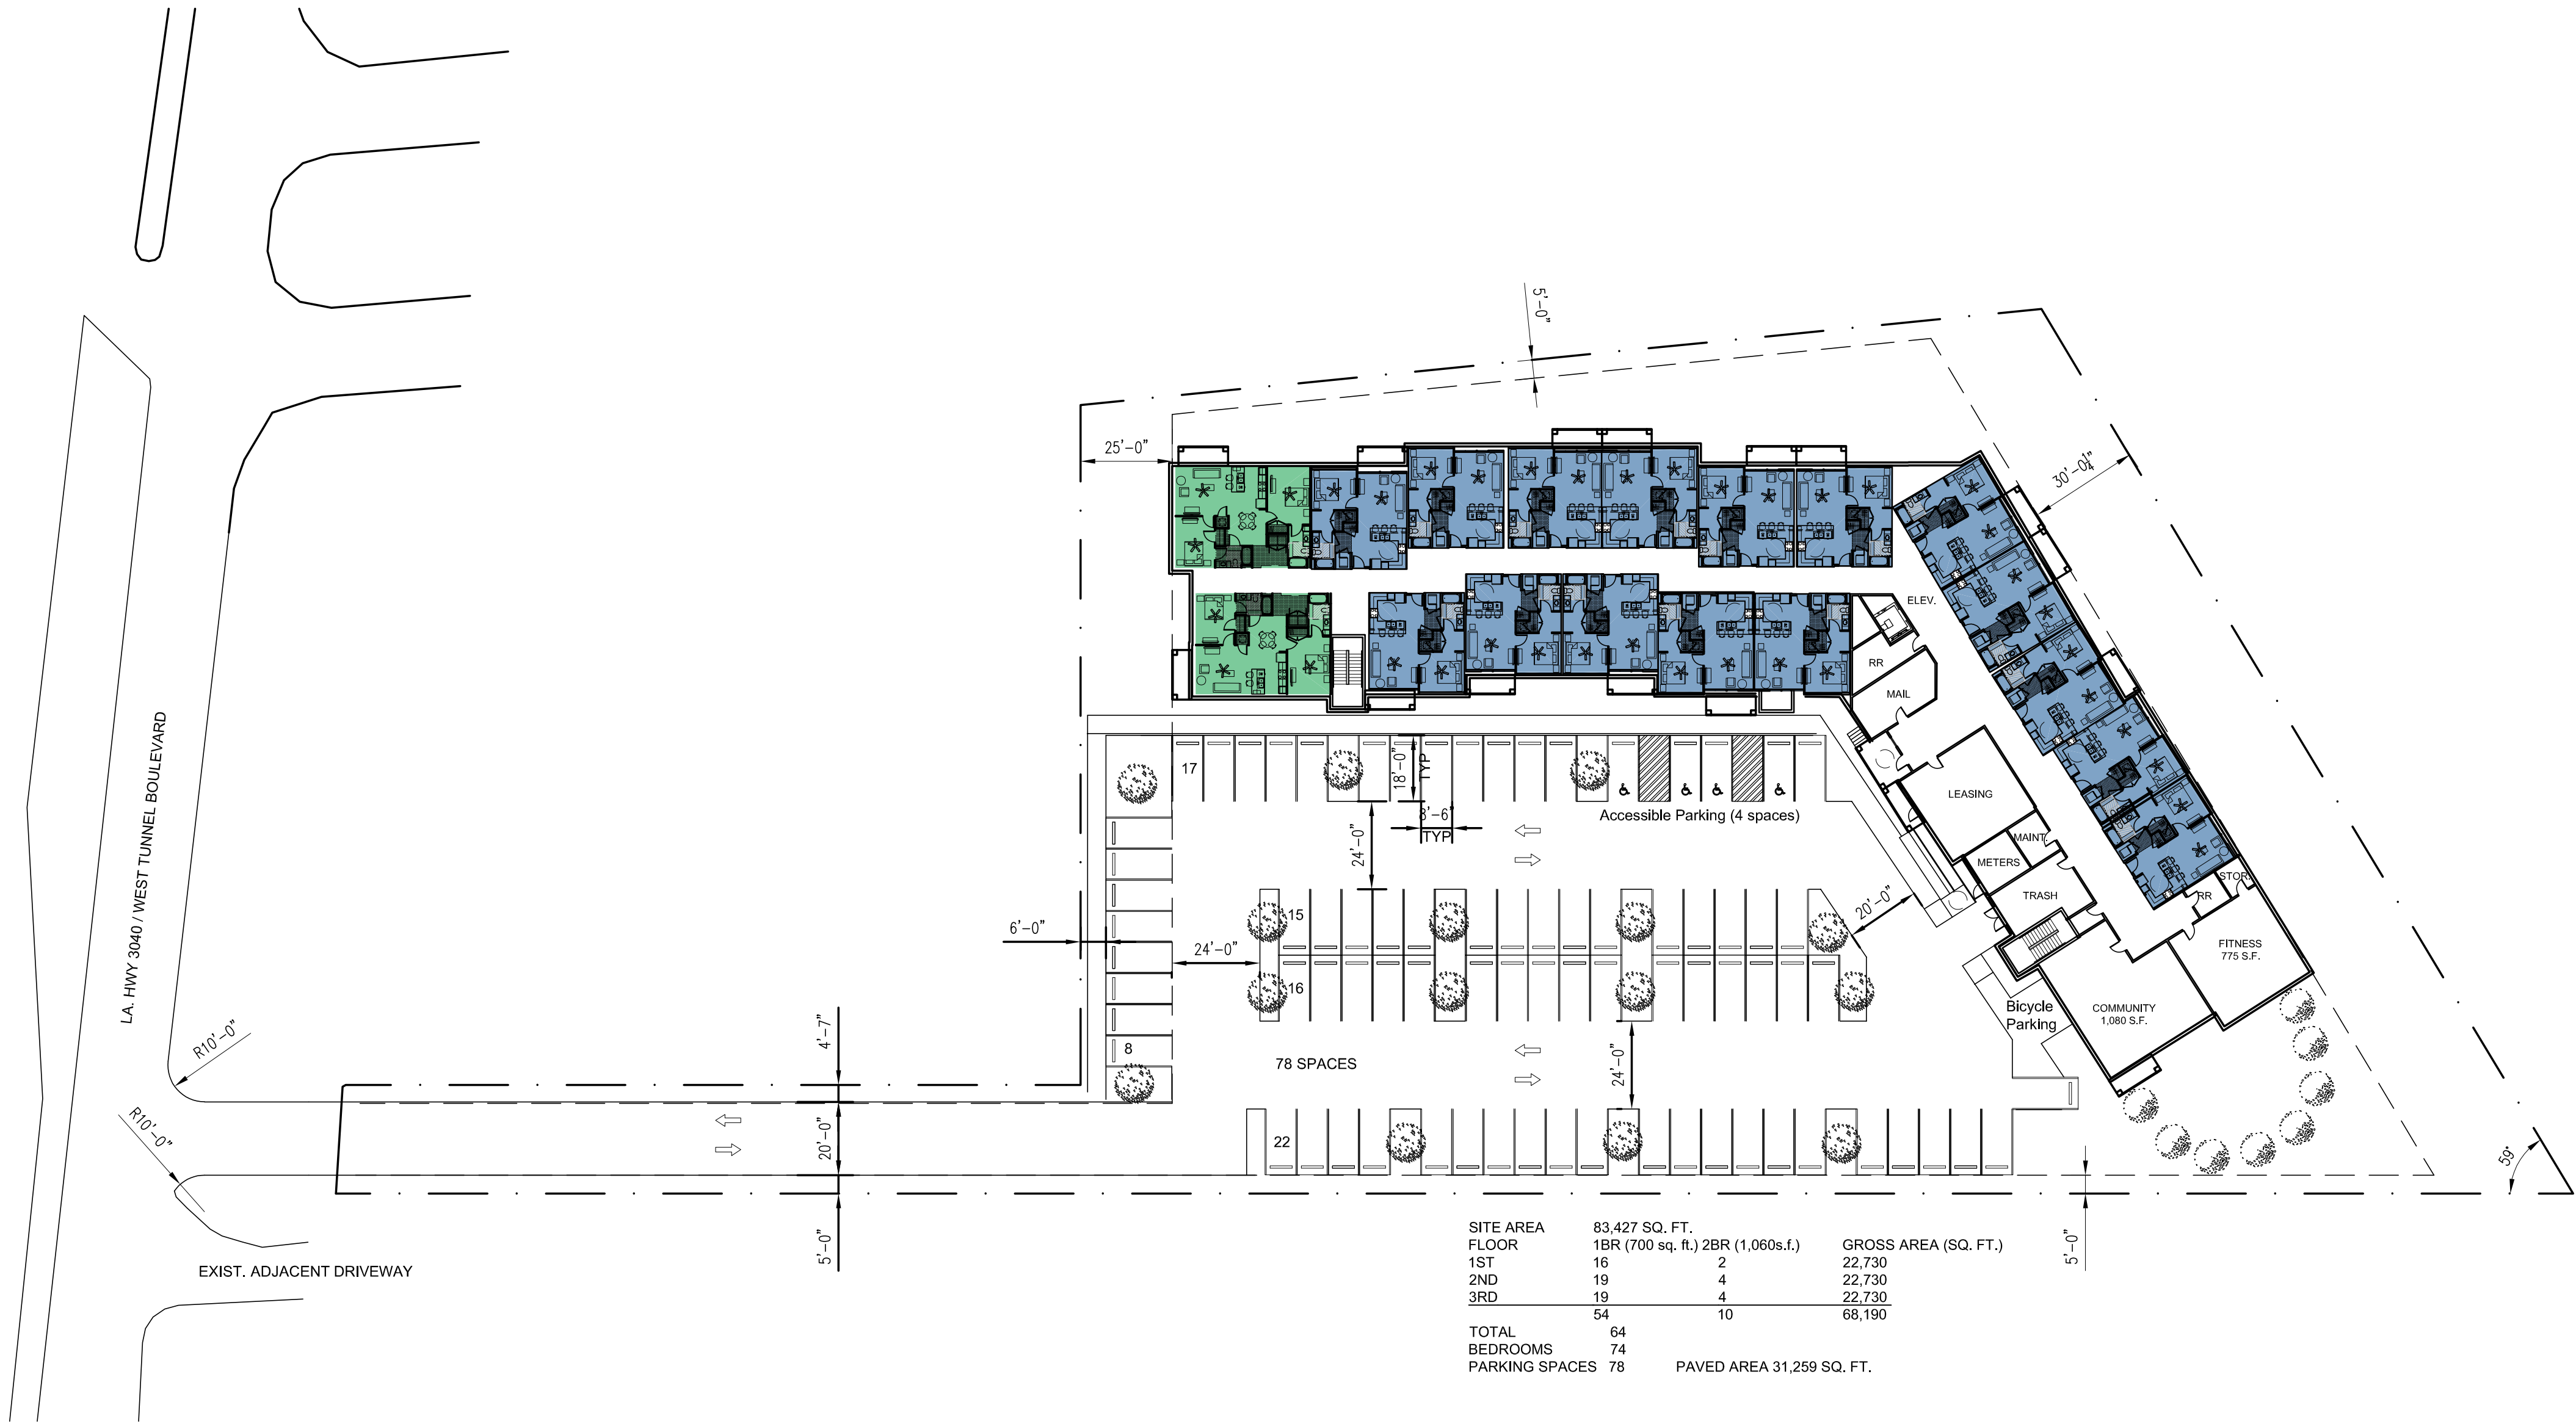 5'-0"
25'-0"
30'-0¼"
ELEV.
RR
MAIL
LEASING
MAINT.
METERS
TRASH
STOR.
RR
FITNESS
775 S.F.
COMMUNITY
1,080 S.F.
Bicycle
Parking
17
18'-0"
TYP
8'-6"
TYP
24'-0"
Accessible Parking (4 spaces)
20'-0"
15
6'-0"
24'-0"
16
8
78 SPACES
24'-0"
22
LA. HWY 3040 / WEST TUNNEL BOULEVARD
R10'-0"
R10'-0"
4'-7"
20'-0"
5'-0"
5'-0"
59°
EXIST. ADJACENT DRIVEWAY
SITE AREA 83,427 SQ. FT.
FLOOR 1BR (700 sq. ft.) 2BR (1,060s.f.) GROSS AREA (SQ. FT.)
1ST 16 2 22,730
2ND 19 4 22,730
3RD 19 4 22,730
54 10 68,190
TOTAL 64
BEDROOMS 74
PARKING SPACES 78 PAVED AREA 31,259 SQ. FT.